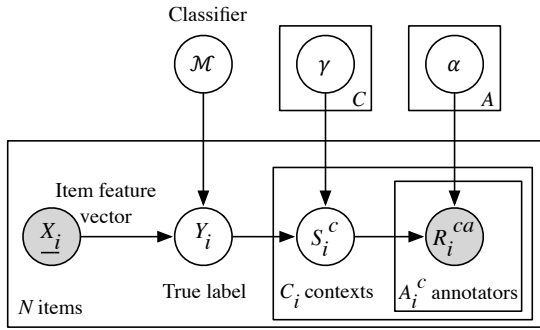 Classifier
ℳ
γ
C
α
A
Item feature
vector
X_i
Y_i
S_i^c
R_i^{ca}
True label
C_i contexts
A_i^c annotators
N items